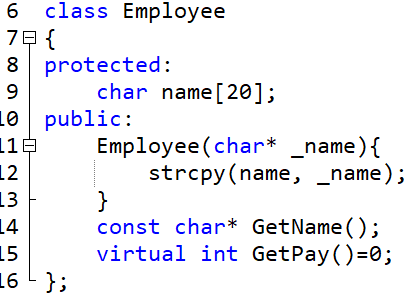 6 class Employee
7 {
8 protected:
9     char name[20];
10 public:
11     Employee(char* _name){
12         strcpy(name, _name);
13     }
14     const char* GetName();
15     virtual int GetPay()=0;
16 };